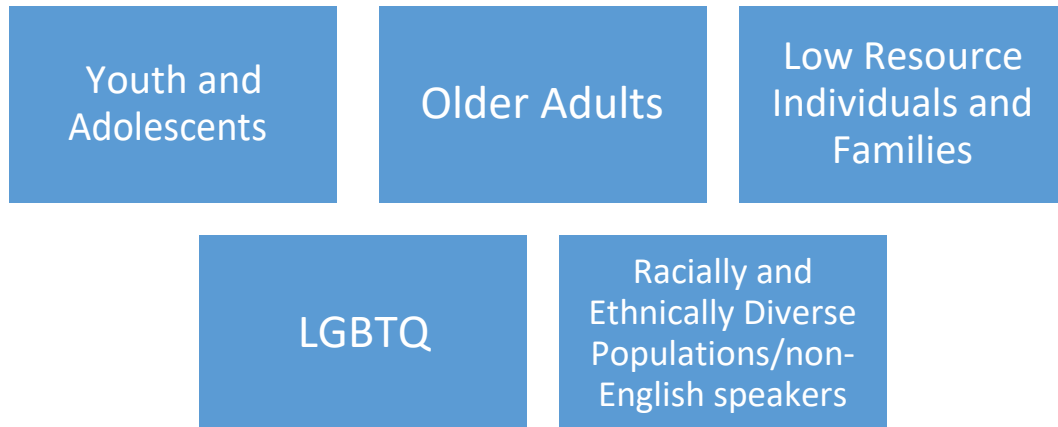 Youth and
Adolescents
Older Adults
Low Resource
Individuals and
Families
LGBTQ
Racially and
Ethnically Diverse
Populations/non-
English speakers